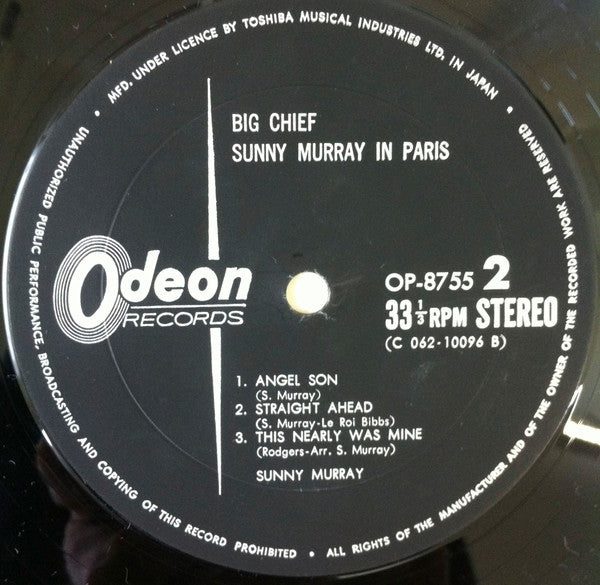 MFD. UNDER LICENCE BY TOSHIBA MUSICAL INDUSTRIES LTD. IN JAPAN
BIG CHIEF
SUNNY MURRAY IN PARIS
Odeon
RECORDS
OP-8755 2
33 1/3 RPM STEREO
(C 062-10096 B)
1. ANGEL SON
(S. Murray)
2. STRAIGHT AHEAD
(S. Murray-Le Roi Bibbs)
3. THIS NEARLY WAS MINE
(Rodgers-Arr. S. Murray)
SUNNY MURRAY
UNAUTHORIZED PUBLIC PERFORMANCE, BROADCASTING AND COPYING OF THIS RECORD PROHIBITED • ALL RIGHTS OF THE MANUFACTURER AND OF THE OWNER OF THE RECORDED WORK ARE RESERVED •